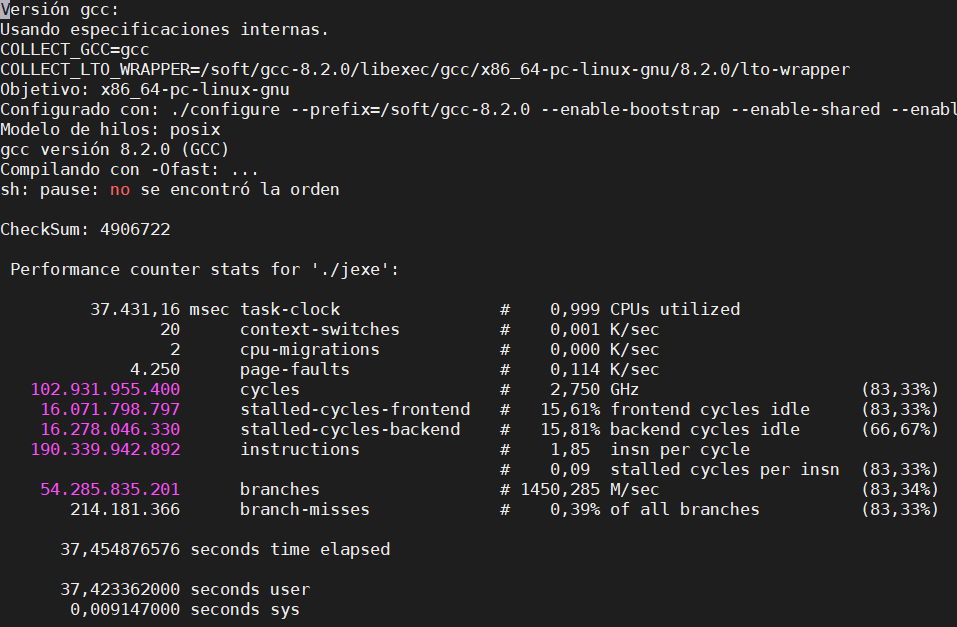 Versión gcc:
Usando especificaciones internas.
COLLECT_GCC=gcc
COLLECT_LTO_WRAPPER=/soft/gcc-8.2.0/libexec/gcc/x86_64-pc-linux-gnu/8.2.0/lto-wrapper
Objetivo: x86_64-pc-linux-gnu
Configurado con: ./configure --prefix=/soft/gcc-8.2.0 --enable-bootstrap --enable-shared --enabl
Modelo de hilos: posix
gcc versión 8.2.0 (GCC)
Compilando con -Ofast: ...
sh: pause: no se encontró la orden
CheckSum: 4906722
Performance counter stats for './jexe':
37.431,16 msec task-clock # 0,999 CPUs utilized
20 context-switches # 0,001 K/sec
2 cpu-migrations # 0,000 K/sec
4.250 page-faults # 0,114 K/sec
102.931.955.400 cycles # 2,750 GHz (83,33%)
16.071.798.797 stalled-cycles-frontend # 15,61% frontend cycles idle (83,33%)
16.278.046.330 stalled-cycles-backend # 15,81% backend cycles idle (66,67%)
190.339.942.892 instructions # 1,85 insn per cycle
# 0,09 stalled cycles per insn (83,33%)
54.285.835.201 branches # 1450,285 M/sec (83,34%)
214.181.366 branch-misses # 0,39% of all branches (83,33%)
37,454876576 seconds time elapsed
37,423362000 seconds user
0,009147000 seconds sys